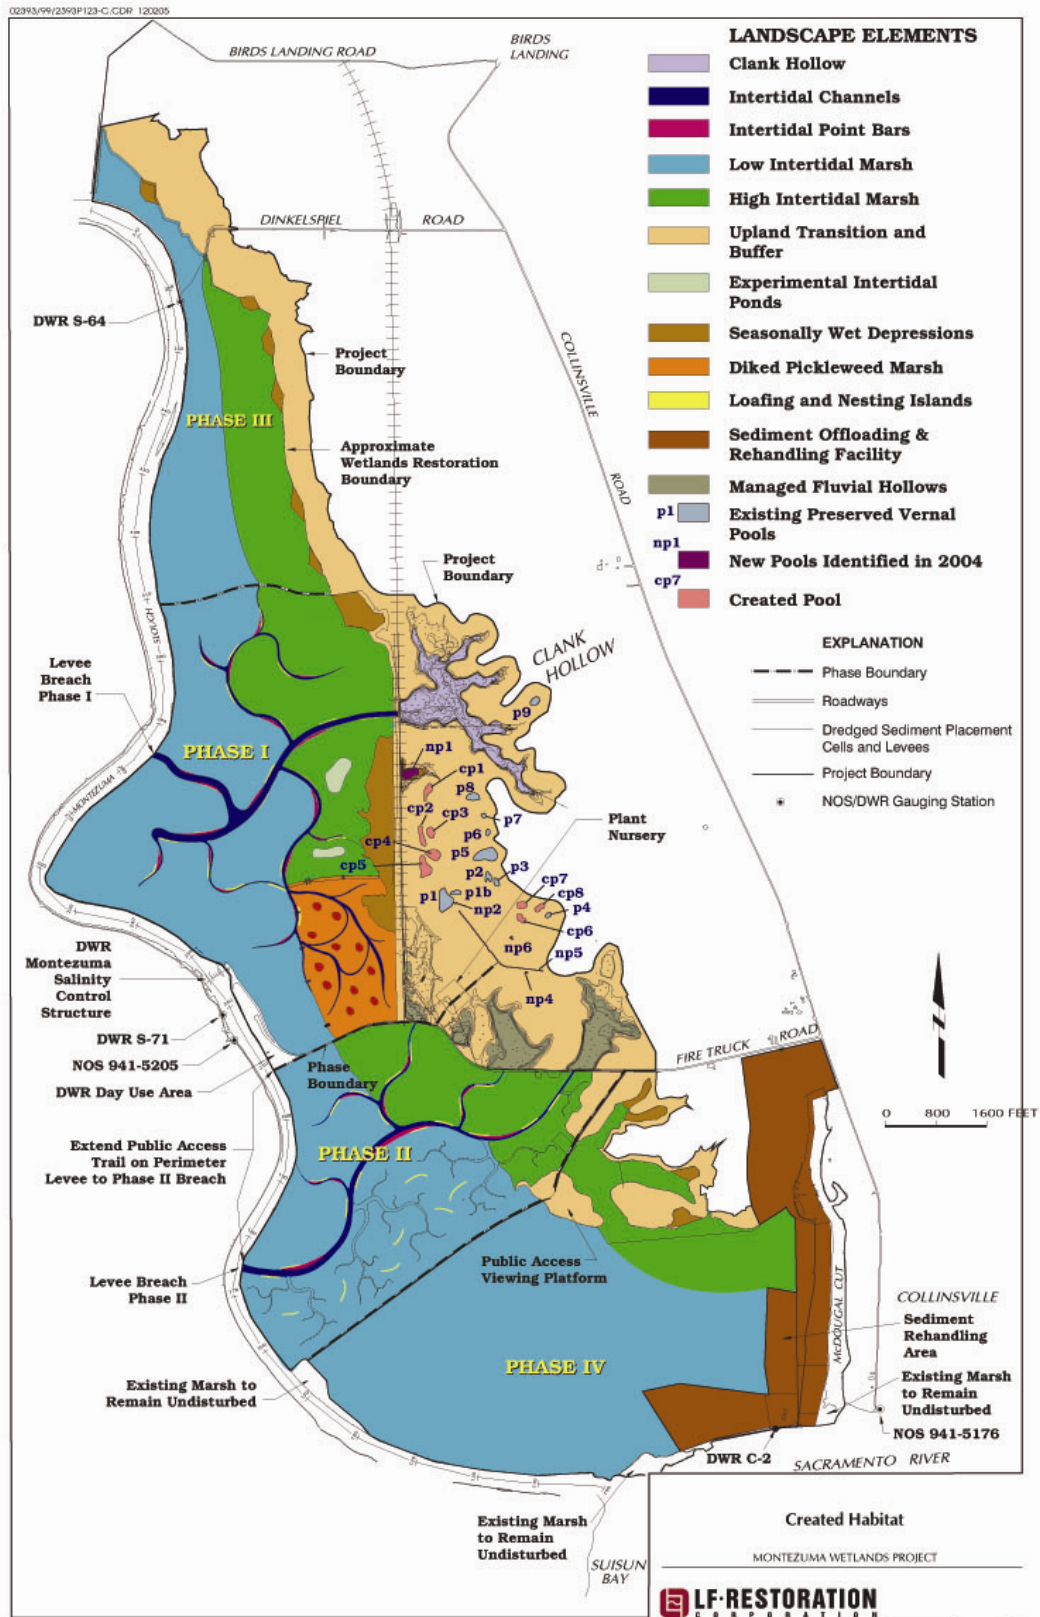 02393/99/2393P123-C.CDR 120205
BIRDS LANDING ROAD
BIRDS
LANDING
DINKELSPIEL
ROAD
COLLINSVILLE
ROAD
DWR S-64
Project
Boundary
PHASE III
Approximate
Wetlands Restoration
Boundary
Project
Boundary
CLANK
HOLLOW
SLOUGH
MONTEZUMA
Levee
Breach
Phase I
PHASE I
p9
np1
cp1
p8
cp2
cp3
p7
p6
cp4
p5
cp5
p2
p3
p1
p1b
np2
cp7
cp8
p4
cp6
np6
np5
np4
Plant
Nursery
DWR
Montezuma
Salinity
Control
Structure
DWR S-71
NOS 941-5205
DWR Day Use Area
Phase
Boundary
FIRE TRUCK
ROAD
Extend Public Access
Trail on Perimeter
Levee to Phase II Breach
PHASE II
Levee Breach
Phase II
Public Access
Viewing Platform
PHASE IV
Existing Marsh to
Remain Undisturbed
McDOUGAL CUT
COLLINSVILLE
Sediment
Rehandling
Area
Existing Marsh
to Remain
Undisturbed
NOS 941-5176
DWR C-2
SACRAMENTO RIVER
Existing Marsh
to Remain
Undisturbed
SUISUN
BAY
LANDSCAPE ELEMENTS
Clank Hollow
Intertidal Channels
Intertidal Point Bars
Low Intertidal Marsh
High Intertidal Marsh
Upland Transition and
Buffer
Experimental Intertidal
Ponds
Seasonally Wet Depressions
Diked Pickleweed Marsh
Loafing and Nesting Islands
Sediment Offloading &
Rehandling Facility
Managed Fluvial Hollows
p1
Existing Preserved Vernal
Pools
np1
New Pools Identified in 2004
cp7
Created Pool
EXPLANATION
Phase Boundary
Roadways
Dredged Sediment Placement
Cells and Levees
Project Boundary
NOS/DWR Gauging Station
0 800 1600 FEET
Created Habitat
MONTEZUMA WETLANDS PROJECT
LF·RESTORATION
CORPORATION